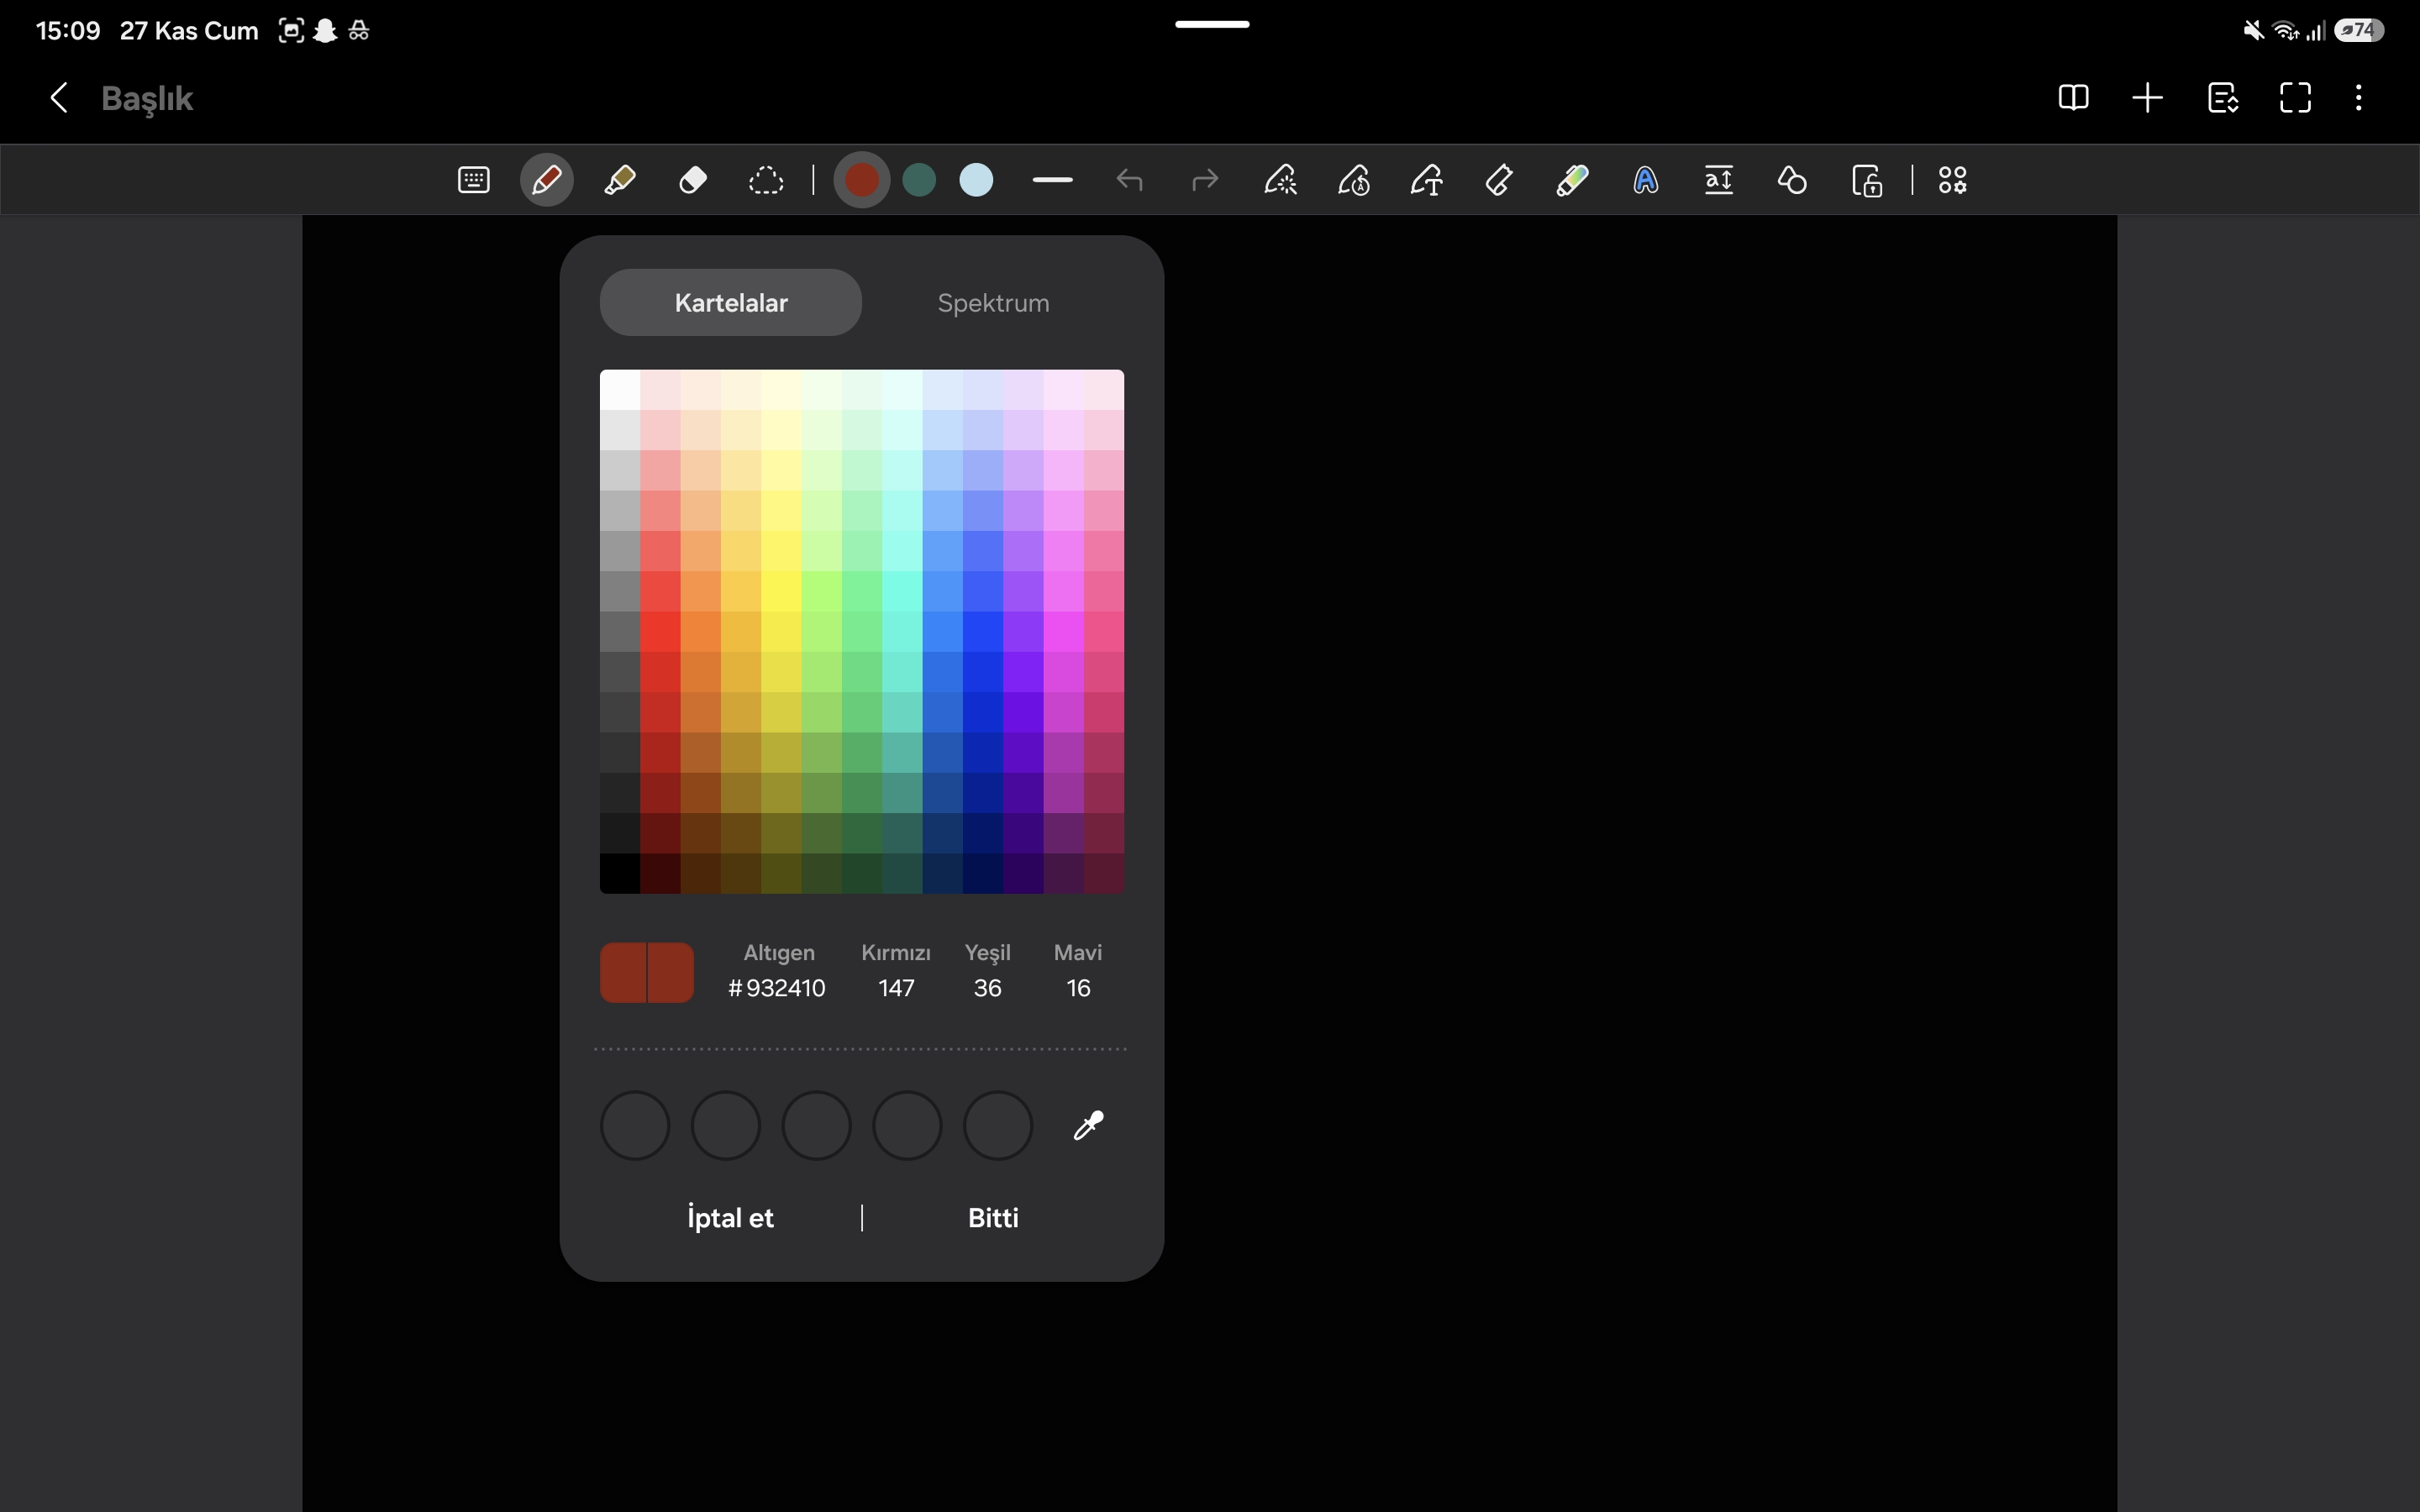 15:09 27 Kas Cum
74
Başlık
Kartelalar
Spektrum
Altıgen Kırmızı Yeşil Mavi
#932410 147 36 16
İptal et | Bitti